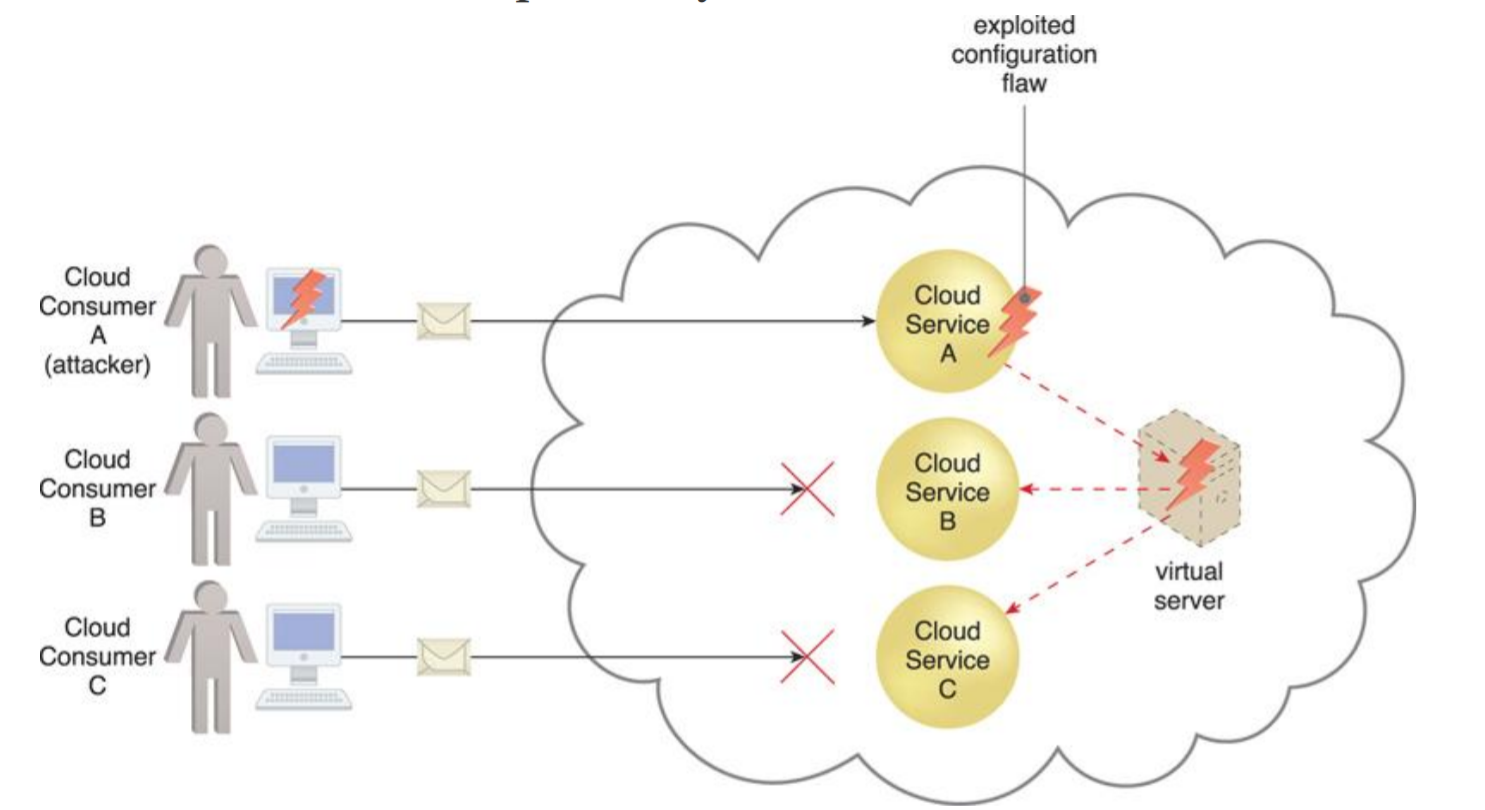 exploited
configuration
flaw
Cloud
Consumer
A
(attacker)
Cloud
Service
A
Cloud
Consumer
B
Cloud
Service
B
virtual
server
Cloud
Consumer
C
Cloud
Service
C